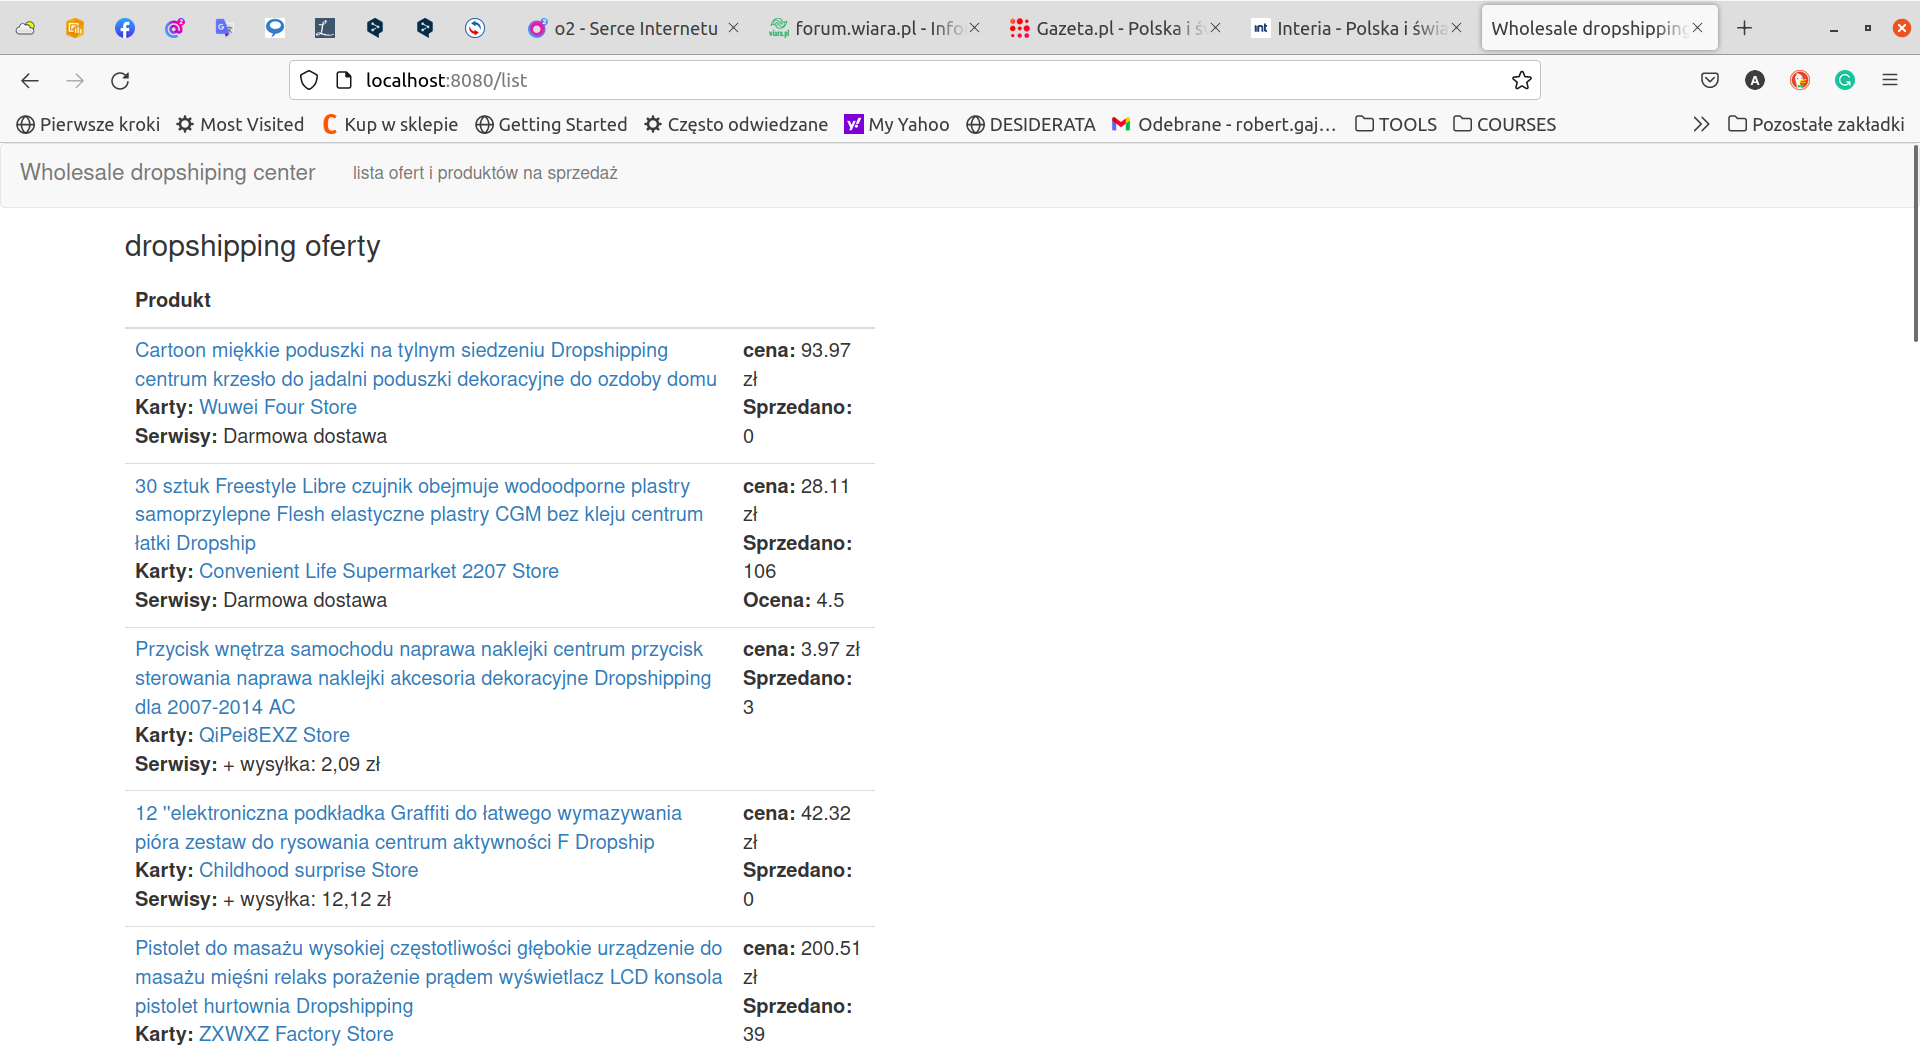 o2 - Serce Internetu
forum.wiara.pl - Info
Gazeta.pl - Polska i ś
Interia - Polska i świa
Wholesale dropshipping
localhost:8080/list
Pierwsze kroki
Most Visited
Kup w sklepie
Getting Started
Często odwiedzane
My Yahoo
DESIDERATA
Odebrane - robert.gaj…
TOOLS
COURSES
Pozostałe zakładki
Wholesale dropshiping center
lista ofert i produktów na sprzedaż
dropshipping oferty
Produkt
Cartoon miękkie poduszki na tylnym siedzeniu Dropshipping
centrum krzesło do jadalni poduszki dekoracyjne do ozdoby domu
Karty: Wuwei Four Store
Serwisy: Darmowa dostawa
cena: 93.97
zł
Sprzedano:
0
30 sztuk Freestyle Libre czujnik obejmuje wodoodporne plastry
samoprzylepne Flesh elastyczne plastry CGM bez kleju centrum
łatki Dropship
Karty: Convenient Life Supermarket 2207 Store
Serwisy: Darmowa dostawa
cena: 28.11
zł
Sprzedano:
106
Ocena: 4.5
Przycisk wnętrza samochodu naprawa naklejki centrum przycisk
sterowania naprawa naklejki akcesoria dekoracyjne Dropshipping
dla 2007-2014 AC
Karty: QiPei8EXZ Store
Serwisy: + wysyłka: 2,09 zł
cena: 3.97 zł
Sprzedano:
3
12 "elektroniczna podkładka Graffiti do łatwego wymazywania
pióra zestaw do rysowania centrum aktywności F Dropship
Karty: Childhood surprise Store
Serwisy: + wysyłka: 12,12 zł
cena: 42.32
zł
Sprzedano:
0
Pistolet do masażu wysokiej częstotliwości głębokie urządzenie do
masażu mięśni relaks porażenie prądem wyświetlacz LCD konsola
pistolet hurtownia Dropshipping
Karty: ZXWXZ Factory Store
cena: 200.51
zł
Sprzedano:
39